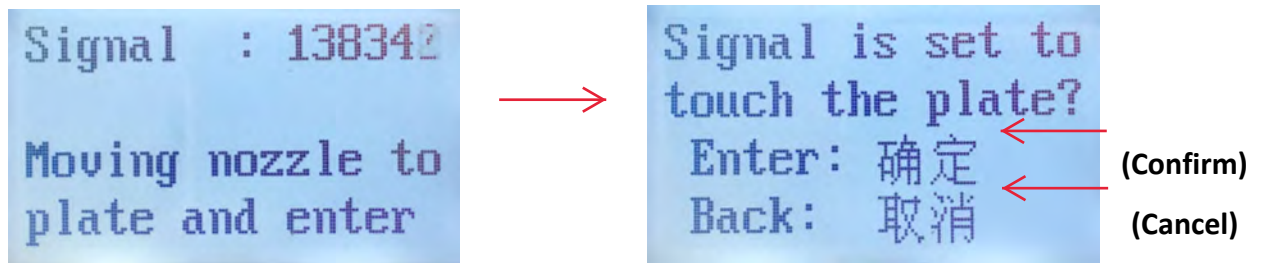 Signal : 138342
Moving nozzle to
plate and enter
Signal is set to
touch the plate?
Enter: 确定
Back: 取消
(Confirm)
(Cancel)